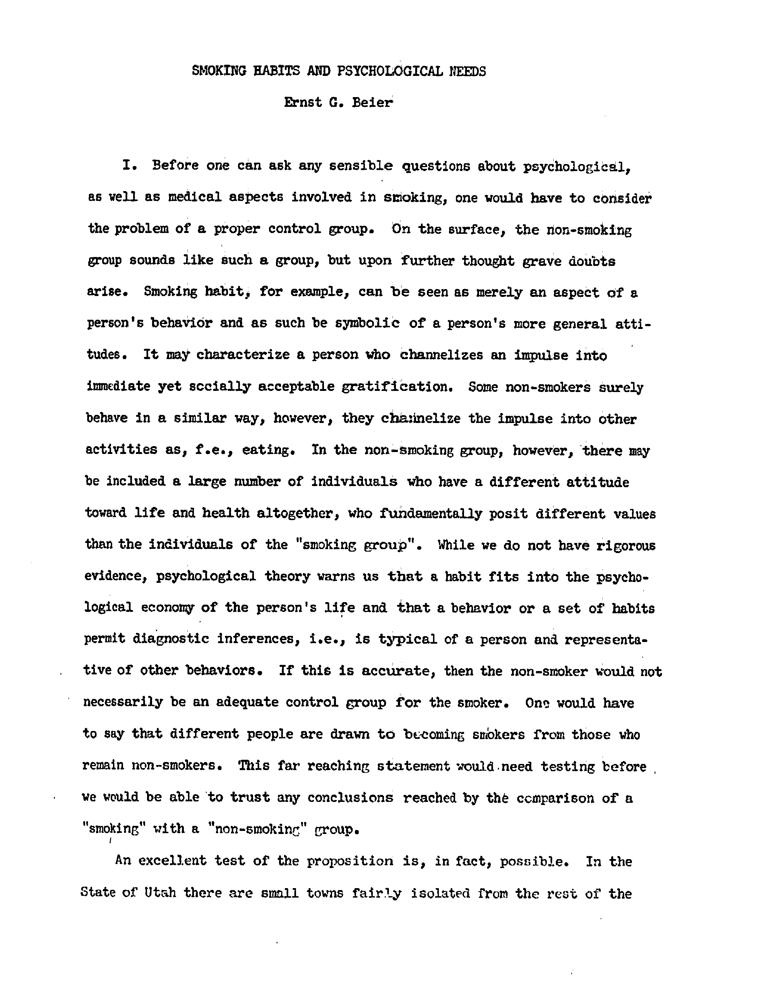 SMOKING HABITS AND PSYCHOLOGICAL NEEDS
Ernst G. Beier
I. Before one can ask any sensible questions about psychological,
as well as medical aspects involved in smoking, one would have to consider
the problem of a proper control group. On the surface, the non-smoking
group sounds like such a group, but upon further thought grave doubts
arise. Smoking habit, for example, can be seen as merely an aspect of a
person's behavior and as such be symbolic of a person's more general atti-
tudes. It may characterize a person who channelizes an impulse into
immediate yet socially acceptable gratification. Some non-smokers surely
behave in a similar way, however, they channelize the impulse into other
activities as, f.e., eating. In the non-smoking group, however, there may
be included a large number of individuals who have a different attitude
toward life and health altogether, who fundamentally posit different values
than the individuals of the "smoking group". While we do not have rigorous
evidence, psychological theory warns us that a habit fits into the psycho-
logical economy of the person's life and that a behavior or a set of habits
permit diagnostic inferences, i.e., is typical of a person and representa-
tive of other behaviors. If this is accurate, then the non-smoker would not
necessarily be an adequate control group for the smoker. One would have
to say that different people are drawn to becoming smokers from those who
remain non-smokers. This far reaching statement would need testing before
we would be able to trust any conclusions reached by the comparison of a
"smoking" with a "non-smoking" group.
An excellent test of the proposition is, in fact, possible. In the
State of Utah there are small towns fairly isolated from the rest of the